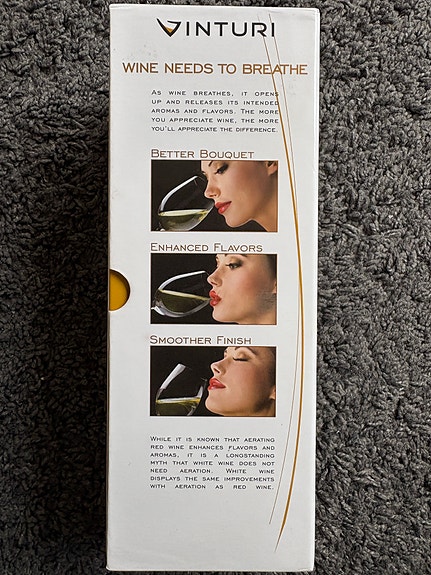 VINTURI
WINE NEEDS TO BREATHE
AS WINE BREATHES, IT OPENS
UP AND RELEASES ITS INTENDED
AROMAS AND FLAVORS. THE MORE
YOU APPRECIATE WINE, THE MORE
YOU'LL APPRECIATE THE DIFFERENCE.
BETTER BOUQUET
ENHANCED FLAVORS
SMOOTHER FINISH
WHILE IT IS KNOWN THAT AERATING
RED WINE ENHANCES FLAVORS AND
AROMAS, IT IS A LONGSTANDING
MYTH THAT WHITE WINE DOES NOT
NEED AERATION. WHITE WINE
DISPLAYS THE SAME IMPROVEMENTS
WITH AERATION AS RED WINE.